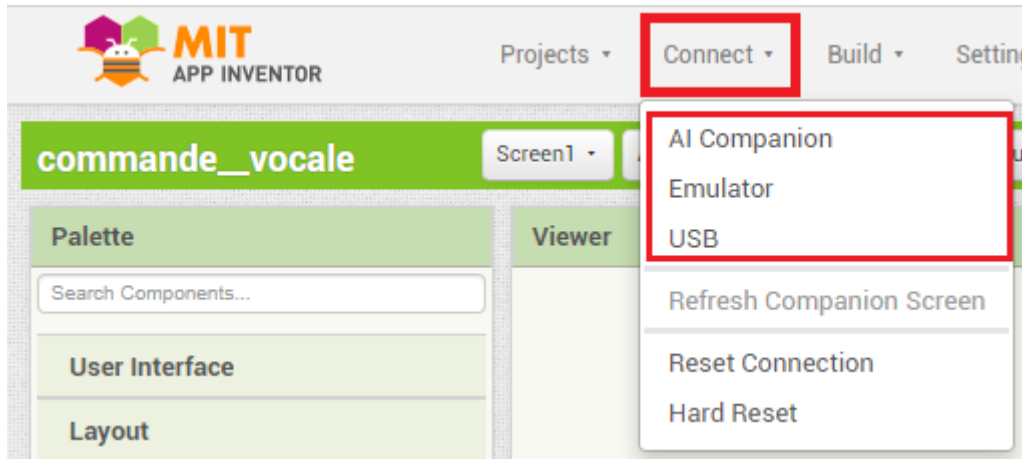 MIT
APP INVENTOR
Projects
Connect
Build
commande__vocale
Screen1
AI Companion
Emulator
USB
Refresh Companion Screen
Reset Connection
Hard Reset
Palette
Viewer
Search Components...
User Interface
Layout